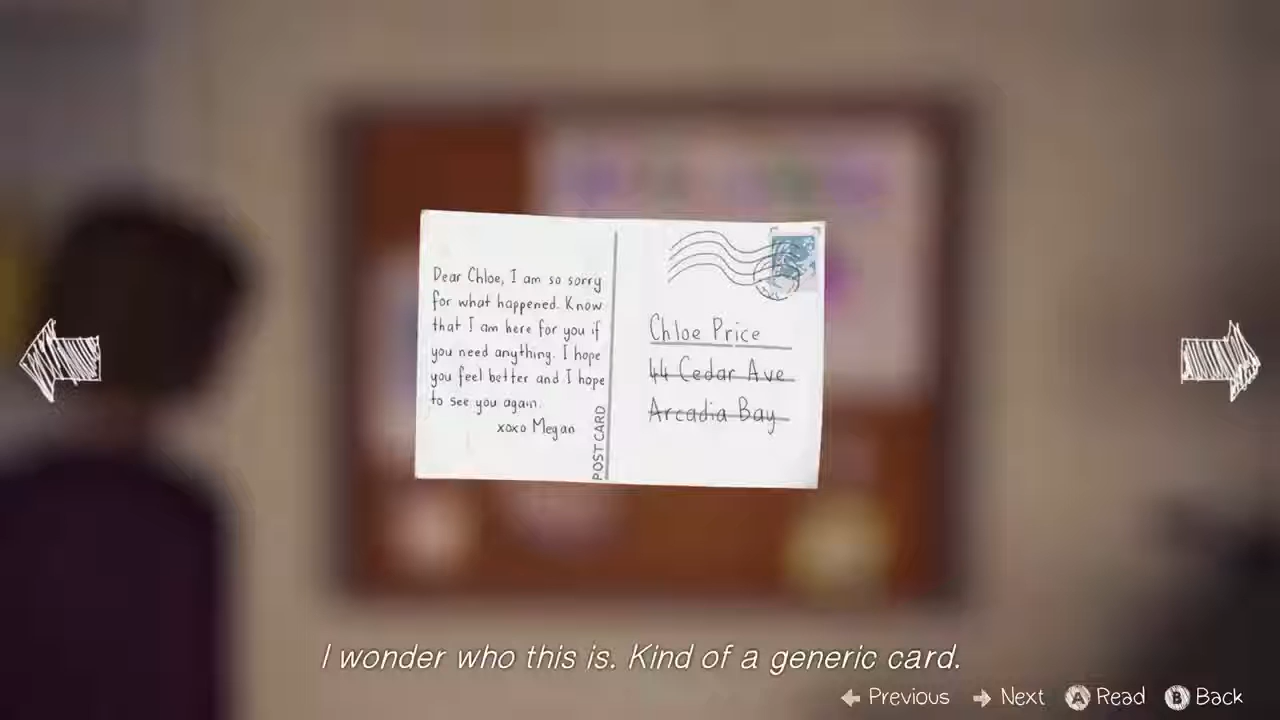 Dear Chloe, I am so sorry
for what happened. Know
that I am here for you if
you need anything. I hope
you feel better and I hope
to see you again.
xoxo Megan
POSTCARD
Chloe Price
44 Cedar Ave
Arcadia Bay
I wonder who this is. Kind of a generic card.
Previous Next A Read B Back